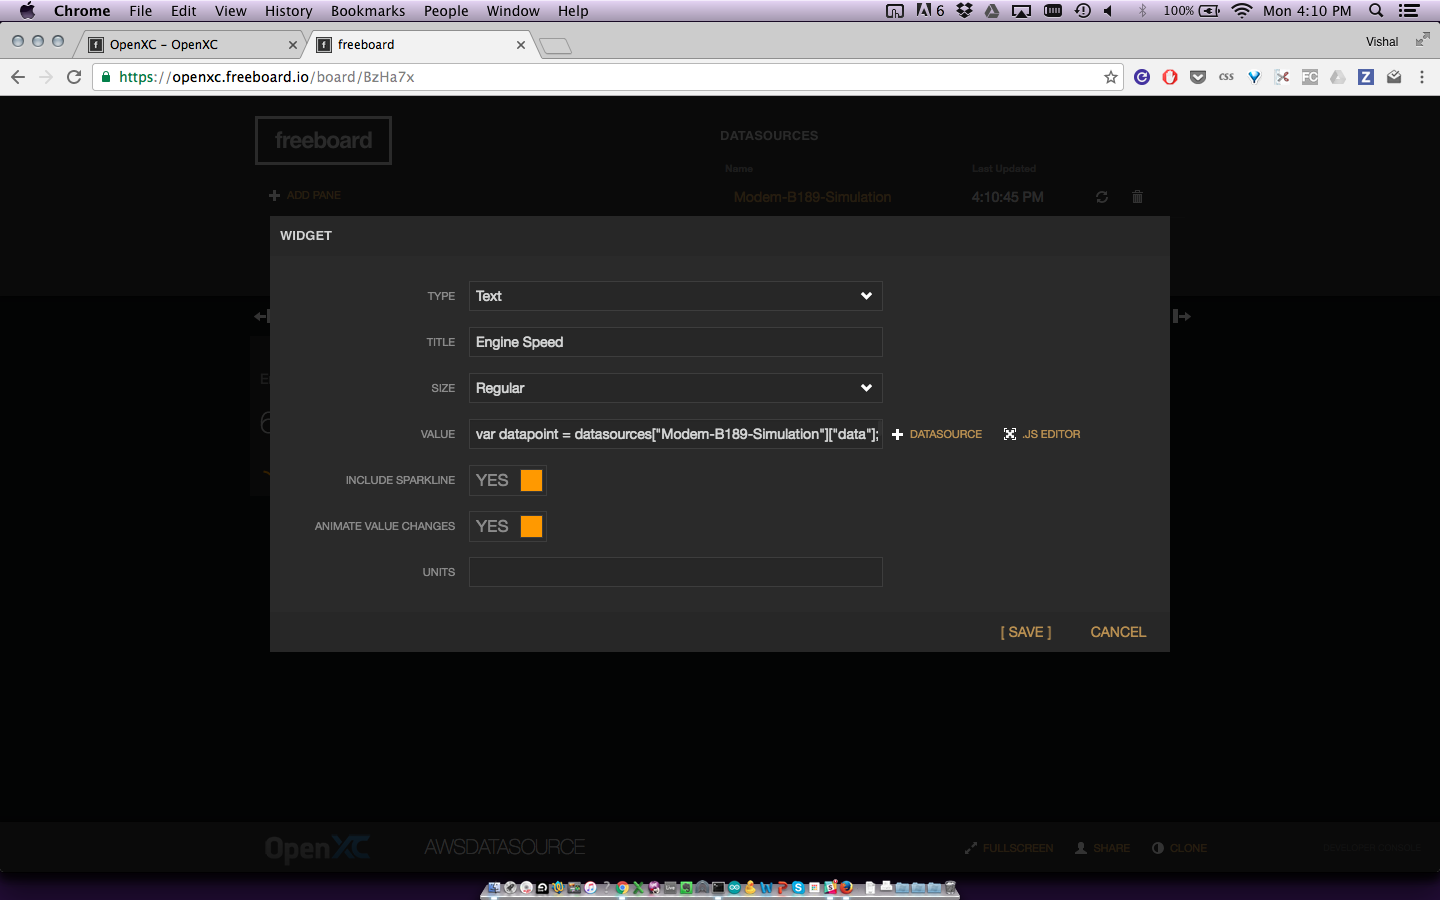 Chrome File Edit View History Bookmarks People Window Help 6 100% Mon 4:10 PM
OpenXC - OpenXC freeboard Vishal
https://openxc.freeboard.io/board/BzHa7x css FC Z
freeboard DATASOURCES
Name Last Updated
+ ADD PANE Modem-B189-Simulation 4:10:45 PM
WIDGET
TYPE Text
TITLE Engine Speed
SIZE Regular
VALUE var datapoint = datasources["Modem-B189-Simulation"]["data"]; + DATASOURCE .JS EDITOR
INCLUDE SPARKLINE YES
ANIMATE VALUE CHANGES YES
UNITS
[ SAVE ] CANCEL
OpenXC AWSDATASOURCE FULLSCREEN SHARE CLONE